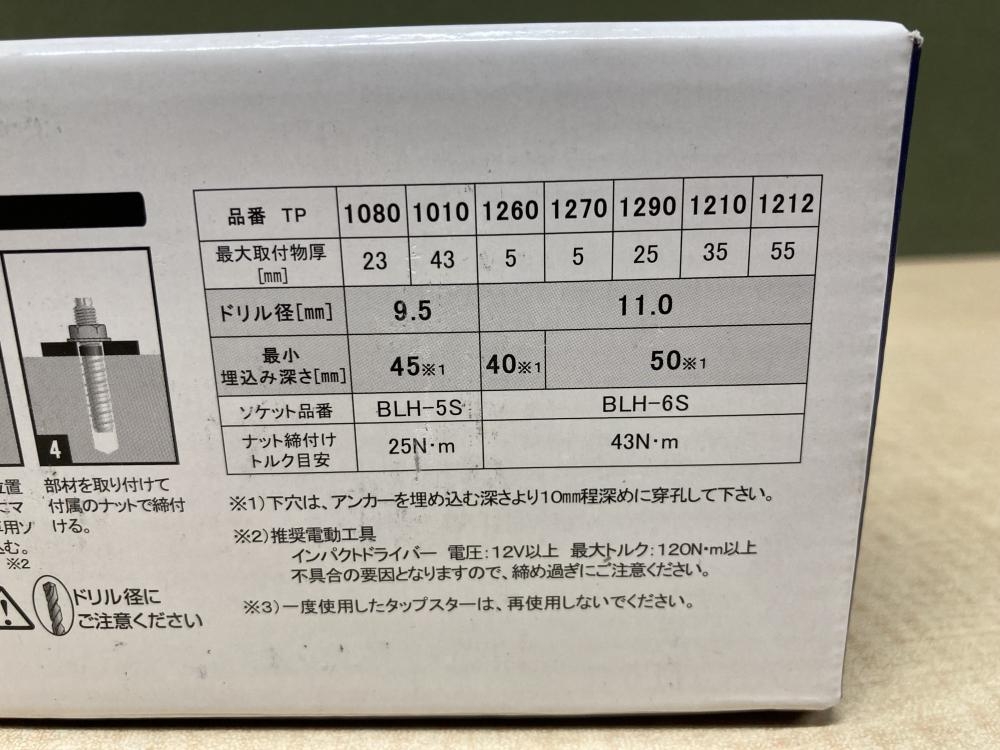 品番 TP 1080 1010 1260 1270 1290 1210 1212
最大取付物厚[mm] 23 43 5 5 25 35 55
ドリル径[mm] 9.5 11.0
最小埋込み深さ[mm] 45※1 40※1 50※1
ソケット品番 BLH-5S BLH-6S
ナット締付けトルク目安 25N・m 43N・m
※1)下穴は、アンカーを埋め込む深さより10mm程深めに穿孔して下さい。
※2)推奨電動工具
インパクトドライバー 電圧:12V以上 最大トルク:120N・m以上
不具合の要因となりますので、締め過ぎにご注意ください。
※3)一度使用したタップスターは、再使用しないでください。
4
部材を取り付けて
付属のナットで締付
ける。
位置
こマ
専用ソ
込む。
※2
ドリル径に
ご注意ください